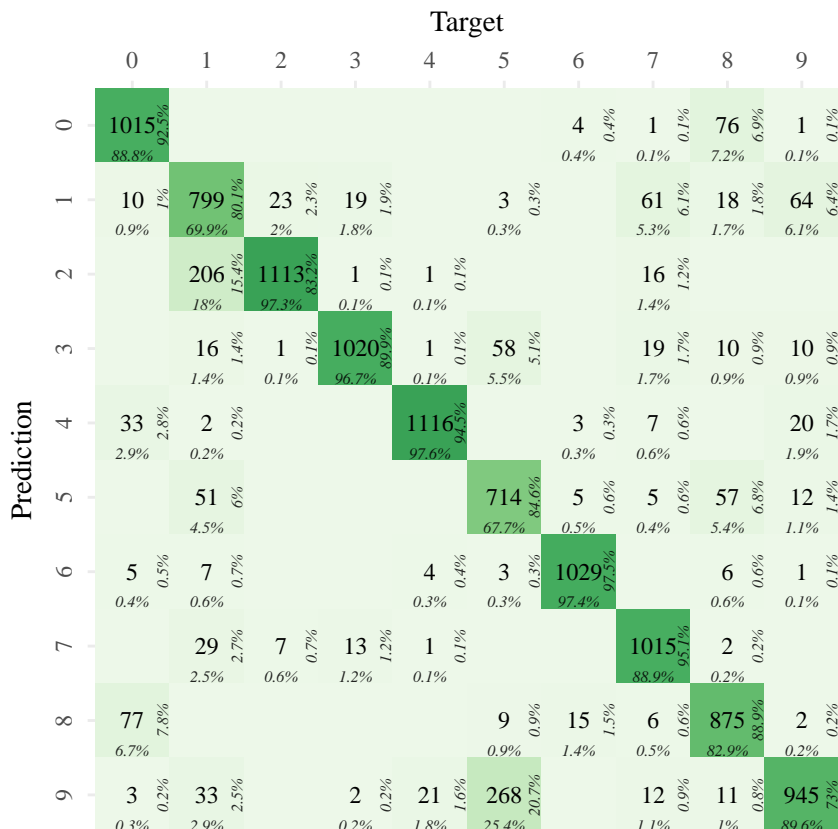 Target
0 1 2 3 4 5 6 7 8 9
Prediction
0
1015 92.5% 4 0.4% 1 0.1% 76 6.9% 1 0.1%
88.8% 0.4% 0.1% 7.2% 0.1%
1
10 1% 799 80.1% 23 2.3% 19 1.9% 3 0.3% 61 6.1% 18 1.8% 64 6.4%
0.9% 69.9% 2% 1.8% 0.3% 5.3% 1.7% 6.1%
2
206 15.4% 1113 83.2% 1 0.1% 1 0.1% 16 1.2%
18% 97.3% 0.1% 0.1% 1.4%
3
16 1.4% 1 0.1% 1020 89.9% 1 0.1% 58 5.1% 19 1.7% 10 0.9% 10 0.9%
1.4% 0.1% 96.7% 0.1% 5.5% 1.7% 0.9% 0.9%
4
33 2.8% 2 0.2% 1116 94.5% 3 0.3% 7 0.6% 20 1.7%
2.9% 0.2% 97.6% 0.3% 0.6% 1.9%
5
51 6% 714 84.6% 5 0.6% 5 0.6% 57 6.8% 12 1.4%
4.5% 67.7% 0.5% 0.4% 5.4% 1.1%
6
5 0.5% 7 0.7% 4 0.4% 3 0.3% 1029 97.5% 6 0.6% 1 0.1%
0.4% 0.6% 0.3% 0.3% 97.4% 0.6% 0.1%
7
29 2.7% 7 0.7% 13 1.2% 1 0.1% 1015 95.1% 2 0.2%
2.5% 0.6% 1.2% 0.1% 88.9% 0.2%
8
77 7.8% 9 0.9% 15 1.5% 6 0.6% 875 88.9% 2 0.2%
6.7% 0.9% 1.4% 0.5% 82.9% 0.2%
9
3 0.2% 33 2.5% 2 0.2% 21 1.6% 268 20.7% 12 0.9% 11 0.8% 945 73%
0.3% 2.9% 0.2% 1.8% 25.4% 1.1% 1% 89.6%